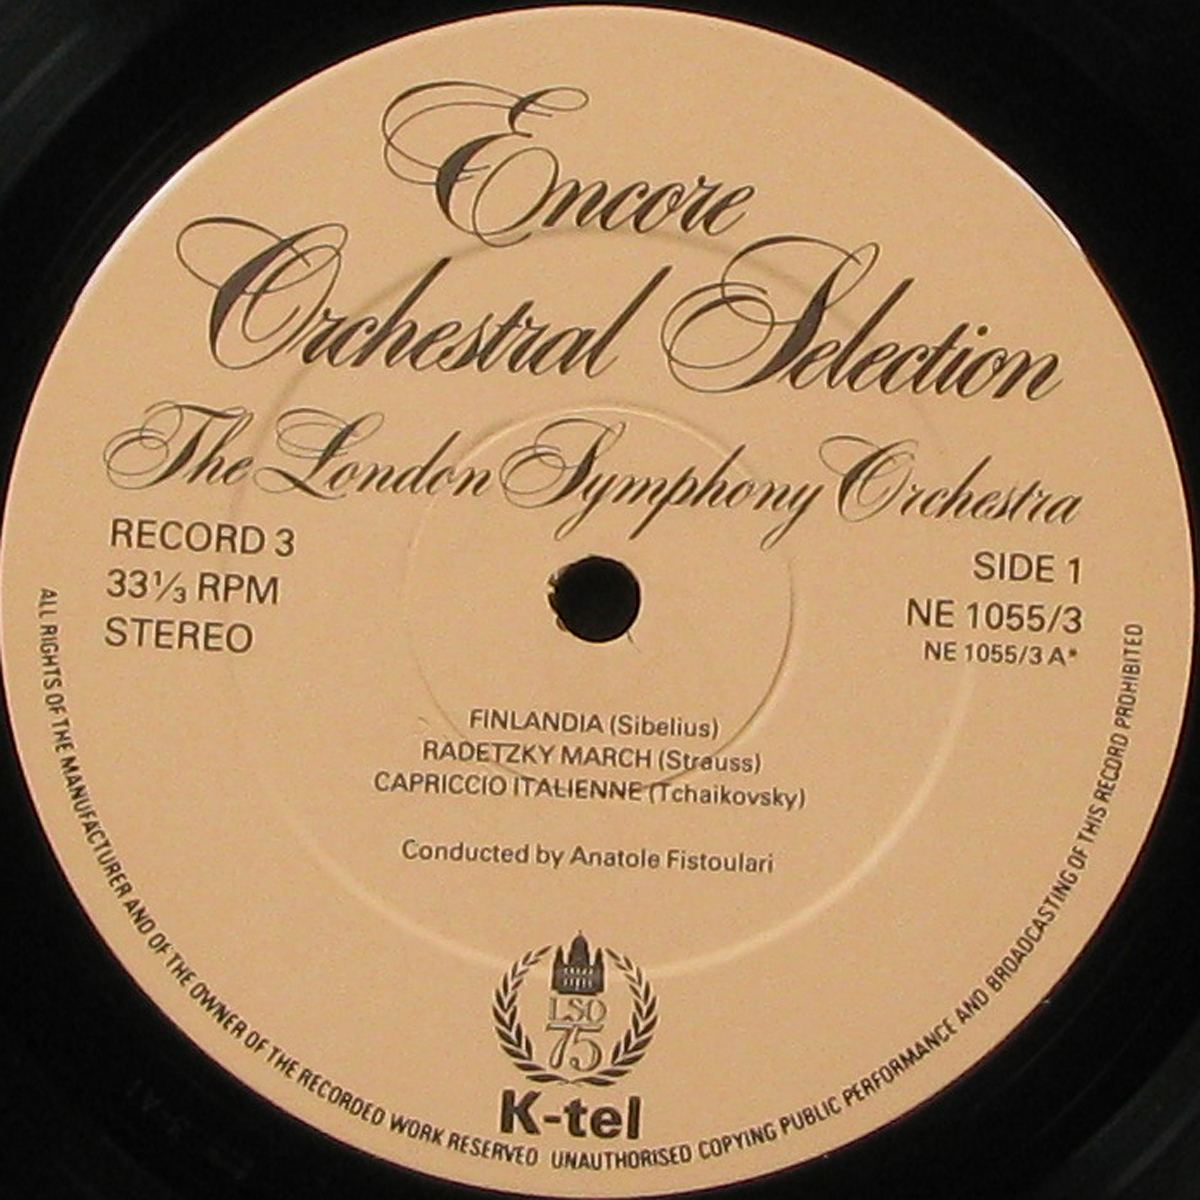 Encore
Orchestral Selection
The London Symphony Orchestra
RECORD 3
33⅓ RPM
STEREO
SIDE 1
NE 1055/3
NE 1055/3 A*
FINLANDIA (Sibelius)
RADETZKY MARCH (Strauss)
CAPRICCIO ITALIENNE (Tchaikovsky)
Conducted by Anatole Fistoulari
LSO
75
K-tel
ALL RIGHTS OF THE MANUFACTURER AND OF THE OWNER OF THE RECORDED WORK RESERVED UNAUTHORISED COPYING PUBLIC PERFORMANCE AND BROADCASTING OF THIS RECORD PROHIBITED